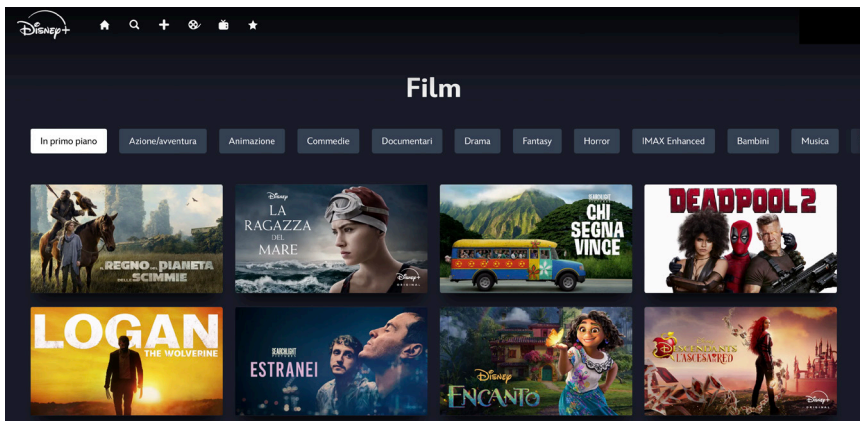 Disney+
Film
In primo piano
Azione/avventura
Animazione
Commedie
Documentari
Drama
Fantasy
Horror
IMAX Enhanced
Bambini
Musica
IL REGNO DEL PIANETA
DELLE SCIMMIE
Disney
LA
RAGAZZA
DEL
MARE
Disney+
ORIGINAL
SEARCHLIGHT
CHI
SEGNA
VINCE
DEADPOOL 2
LOGAN
THE WOLVERINE
SEARCHLIGHT
ESTRANEI
Disney
ENCANTO
Disney
DESCENDANTS
L'ASCESA DI RED
Disney+
ORIGINAL